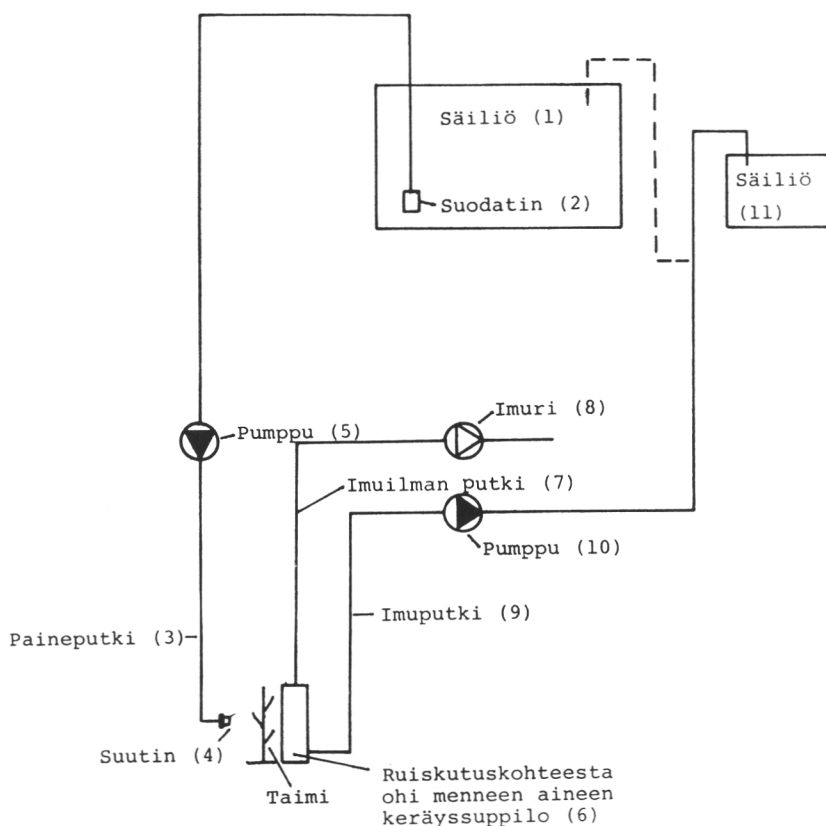 Säiliö (1)
Säiliö
(11)
Suodatin (2)
Imuri (8)
Pumppu (5)
Imuilman putki (7)
Pumppu (10)
Imuputki (9)
Paineputki (3)
Suutin (4)
Taimi
Ruiskutuskohteesta
ohi menneen aineen
keräyssuppilo (6)